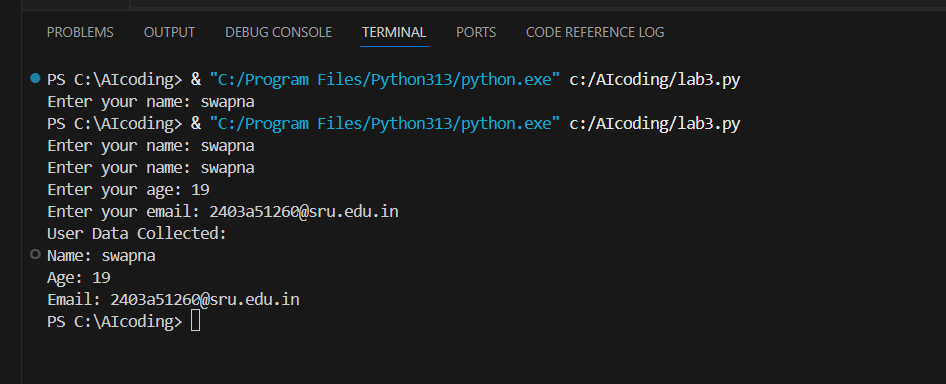 PROBLEMS OUTPUT DEBUG CONSOLE TERMINAL PORTS CODE REFERENCE LOG
PS C:\AIcoding> & "C:/Program Files/Python313/python.exe" c:/AIcoding/lab3.py
Enter your name: swapna
PS C:\AIcoding> & "C:/Program Files/Python313/python.exe" c:/AIcoding/lab3.py
Enter your name: swapna
Enter your name: swapna
Enter your age: 19
Enter your email: 2403a51260@sru.edu.in
User Data Collected:
Name: swapna
Age: 19
Email: 2403a51260@sru.edu.in
PS C:\AIcoding>